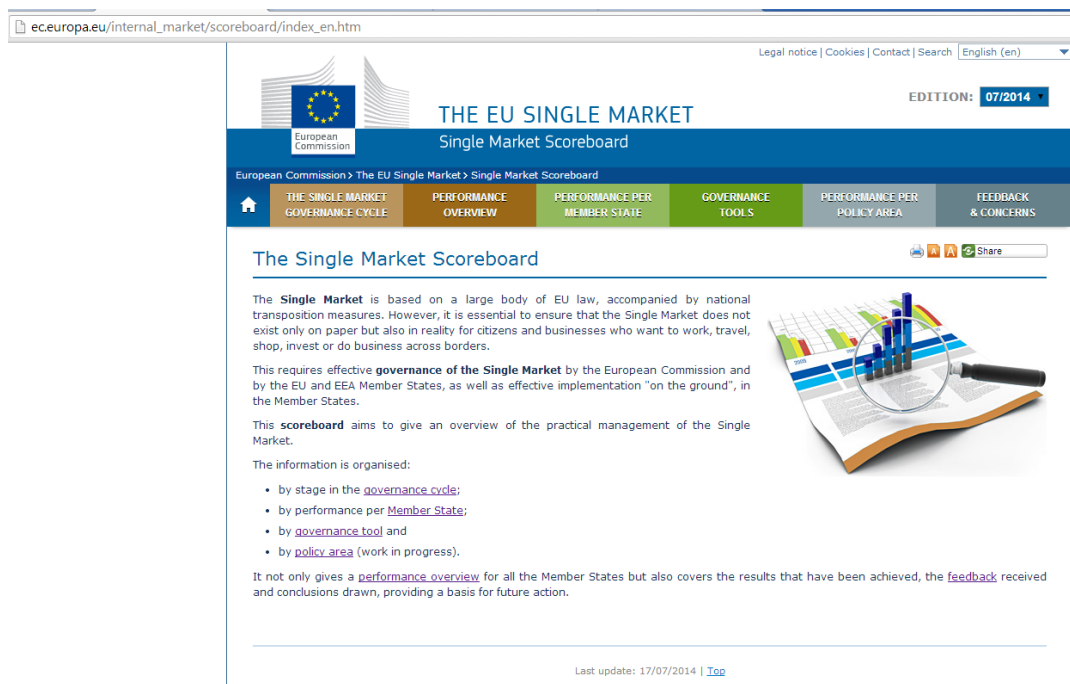 ec.europa.eu/internal_market/scoreboard/index_en.htm
Legal notice | Cookies | Contact | Search English (en)
EDITION: 07/2014
THE EU SINGLE MARKET
European
Commission
Single Market Scoreboard
European Commission > The EU Single Market > Single Market Scoreboard
THE SINGLE MARKET
GOVERNANCE CYCLE
PERFORMANCE
OVERVIEW
PERFORMANCE PER
MEMBER STATE
GOVERNANCE
TOOLS
PERFORMANCE PER
POLICY AREA
FEEDBACK
& CONCERNS
The Single Market Scoreboard
A A Share
The Single Market is based on a large body of EU law, accompanied by national
transposition measures. However, it is essential to ensure that the Single Market does not
exist only on paper but also in reality for citizens and businesses who want to work, travel,
shop, invest or do business across borders.
This requires effective governance of the Single Market by the European Commission and
by the EU and EEA Member States, as well as effective implementation "on the ground", in
the Member States.
This scoreboard aims to give an overview of the practical management of the Single
Market.
The information is organised:
• by stage in the governance cycle;
• by performance per Member State;
• by governance tool and
• by policy area (work in progress).
It not only gives a performance overview for all the Member States but also covers the results that have been achieved, the feedback received
and conclusions drawn, providing a basis for future action.
Last update: 17/07/2014 | Top